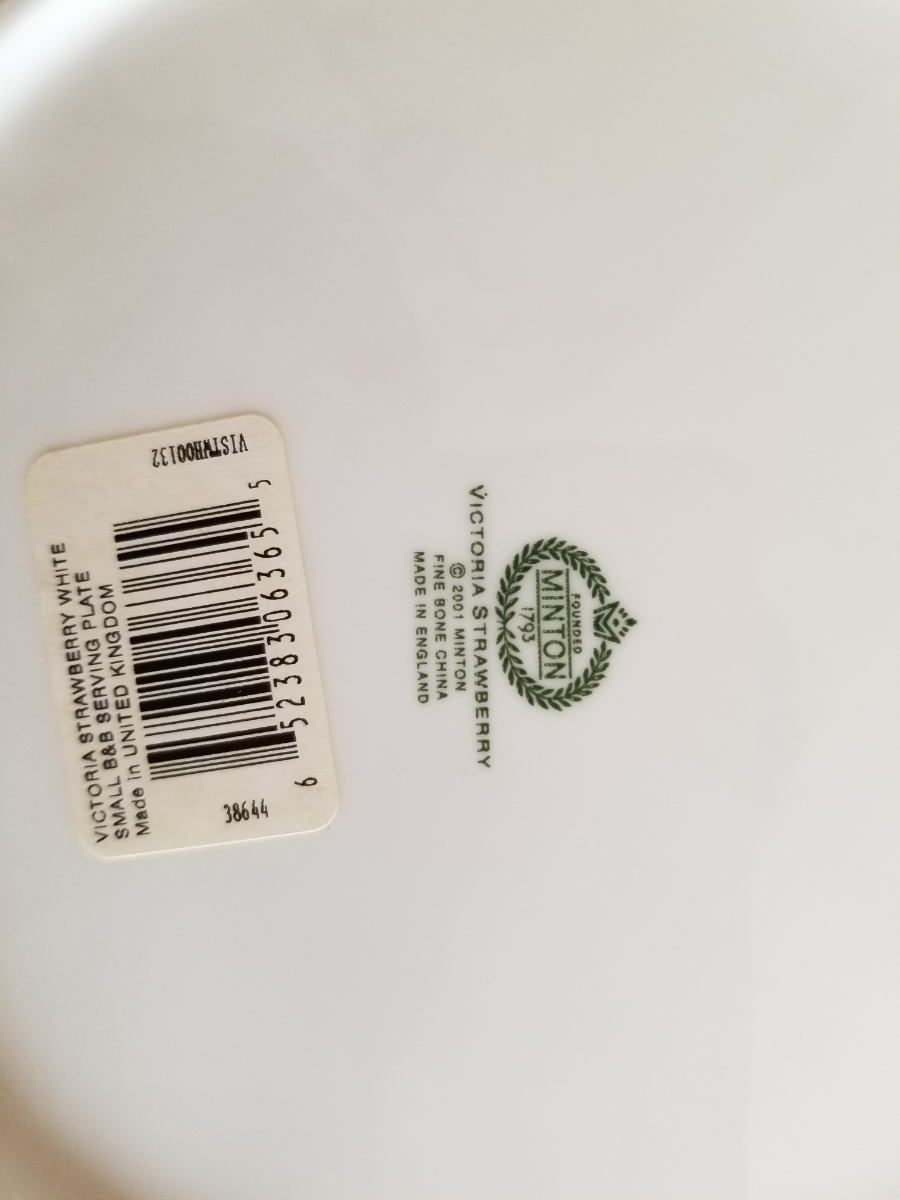 VICTORIA STRAWBERRY WHITE
SMALL B&B SERVING PLATE
Made in UNITED KINGDOM
6 52383 06365 5
38644
VISTWH00132
FOUNDED
MINTON
1793
VICTORIA STRAWBERRY
© 2001 MINTON
FINE BONE CHINA
MADE IN ENGLAND